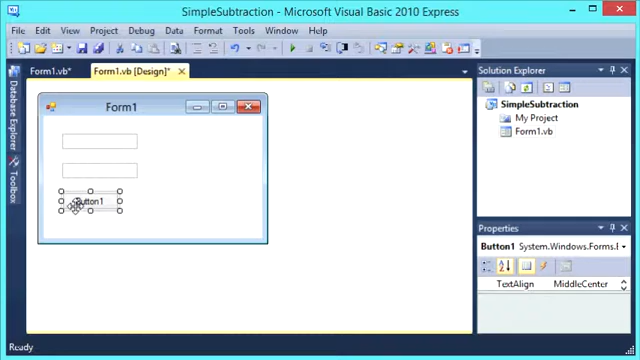 SimpleSubtraction - Microsoft Visual Basic 2010 Express
File Edit View Project Debug Data Format Tools Window Help
Form1.vb* Form1.vb [Design]*
Solution Explorer
Database Explorer
Toolbox
Form1
Button1
SimpleSubtraction
My Project
Form1.vb
Properties
Button1 System.Windows.Forms.E
TextAlign MiddleCenter
Ready